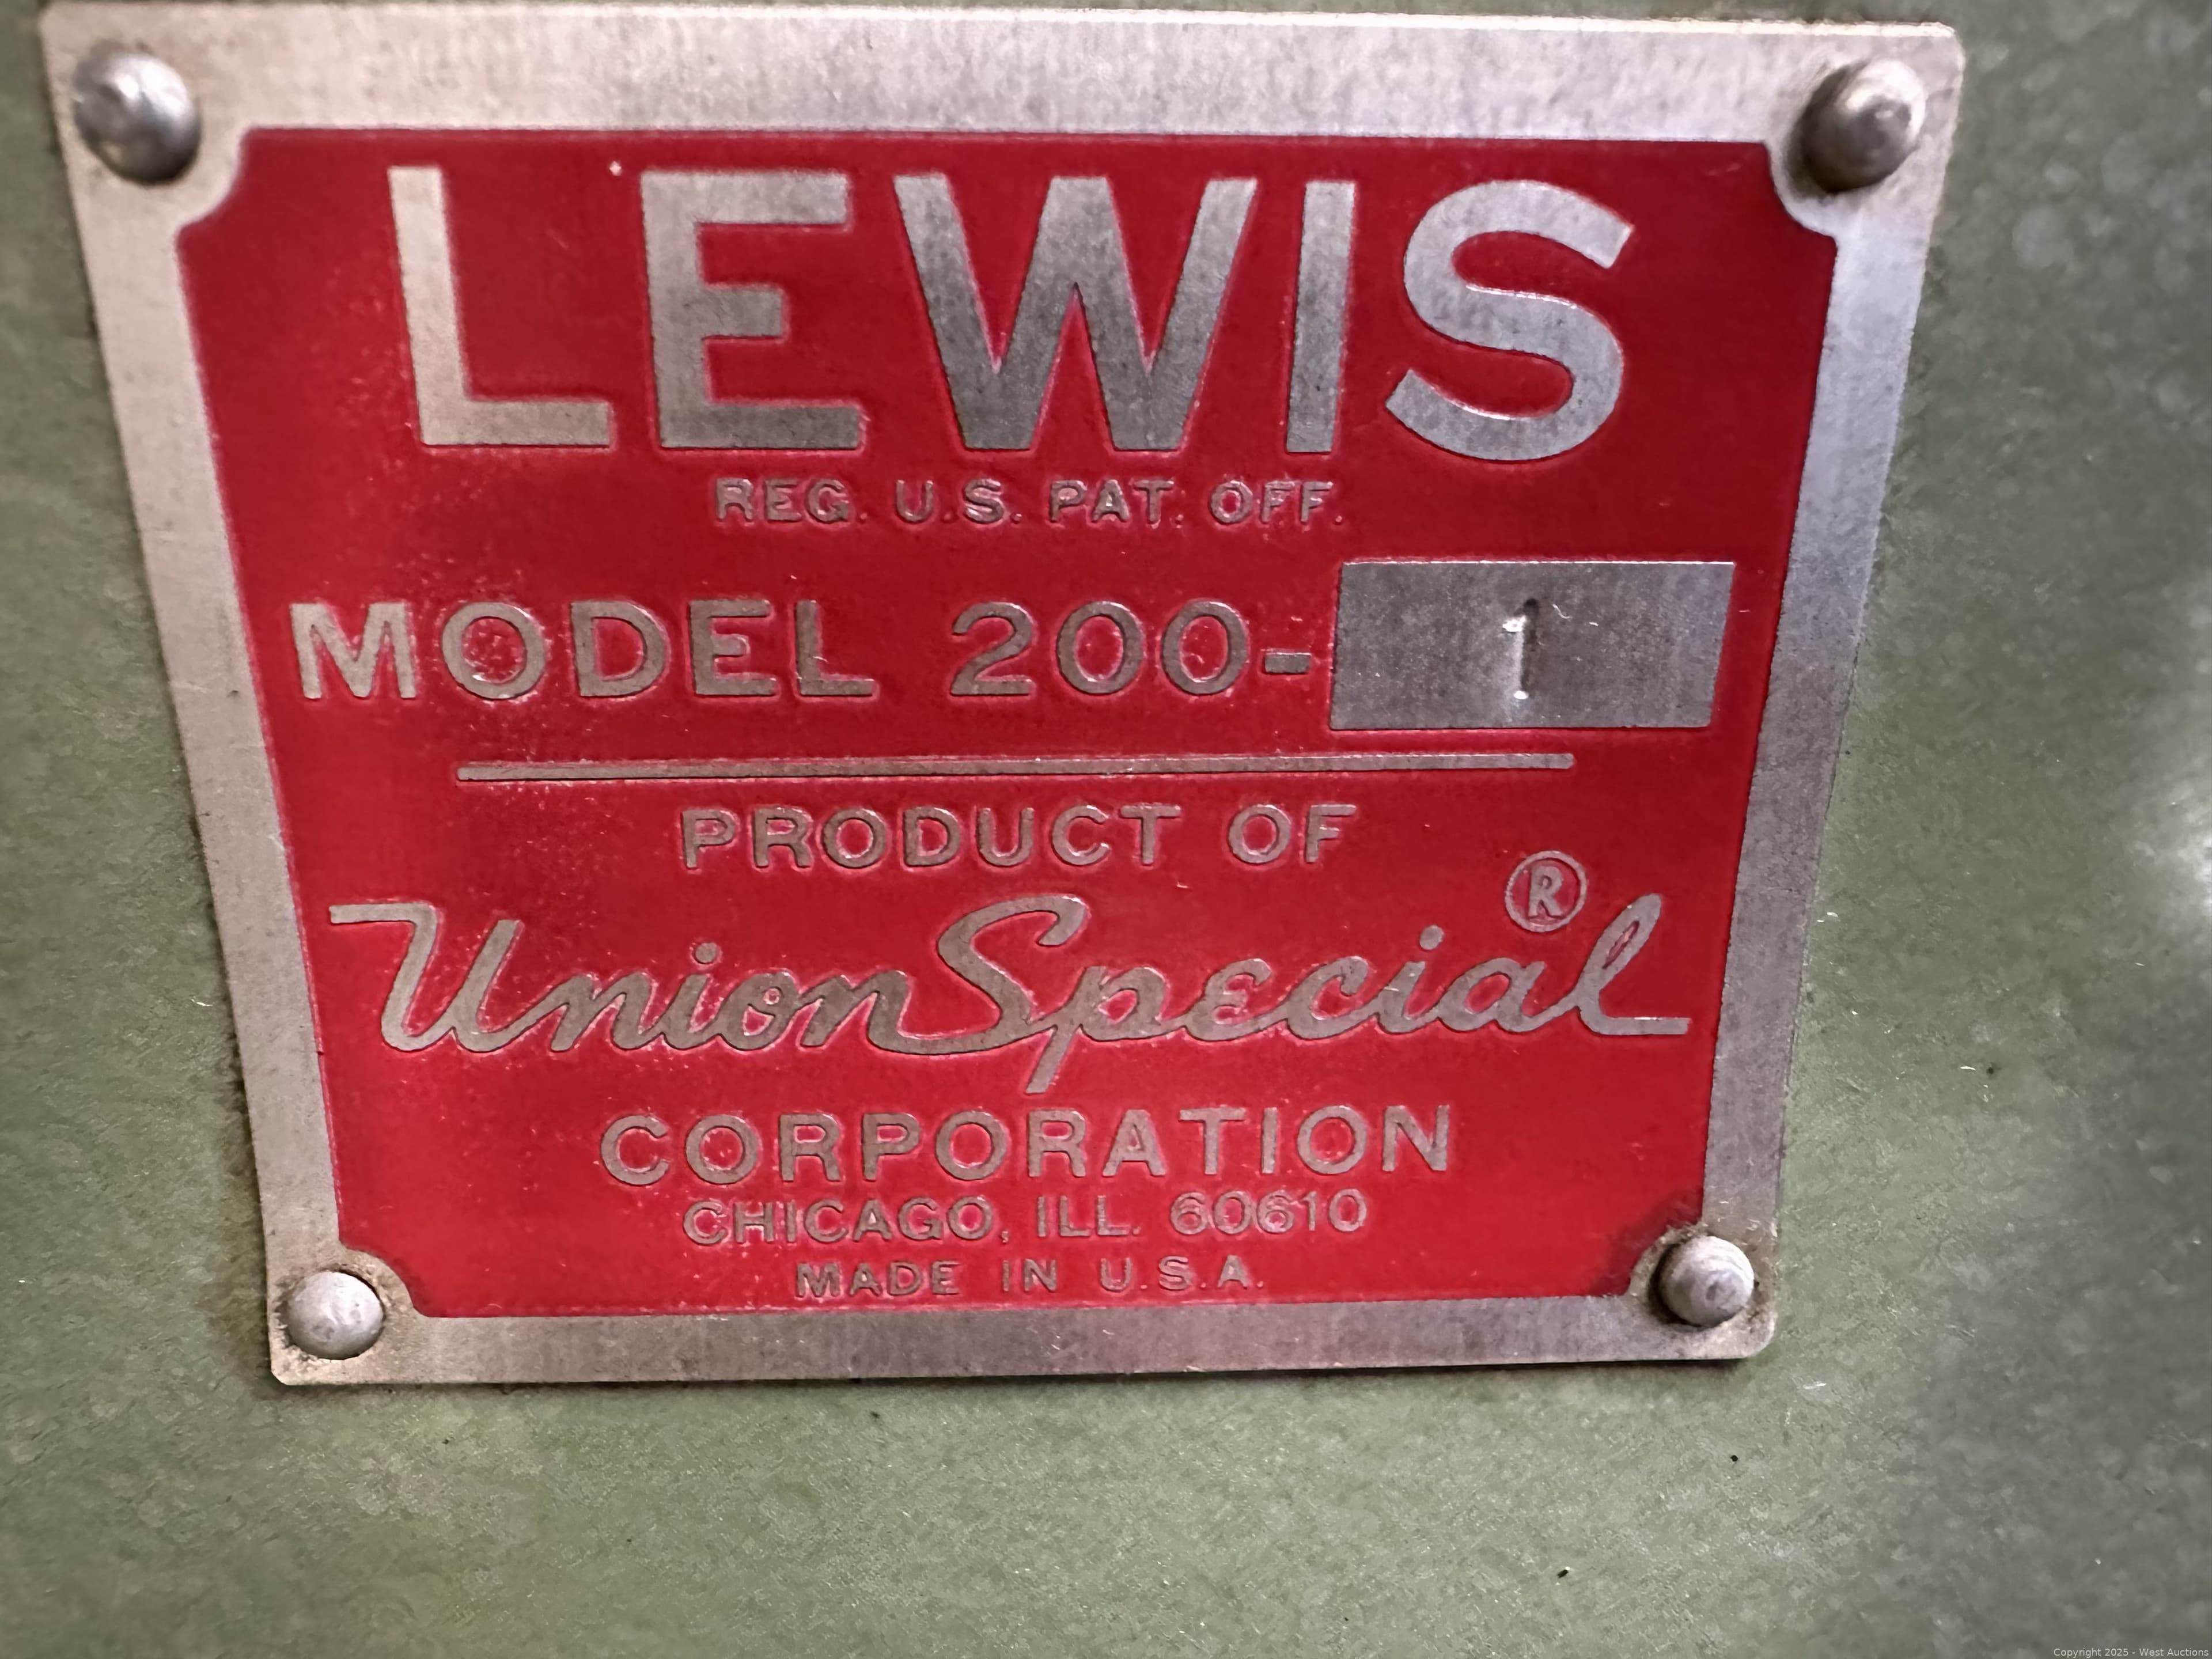 LEWIS
REG. U.S. PAT. OFF.
MODEL 200- 1
PRODUCT OF
Union Special ®
CORPORATION
CHICAGO, ILL. 60610
MADE IN U.S.A.
Copyright 2025 - West Auctions